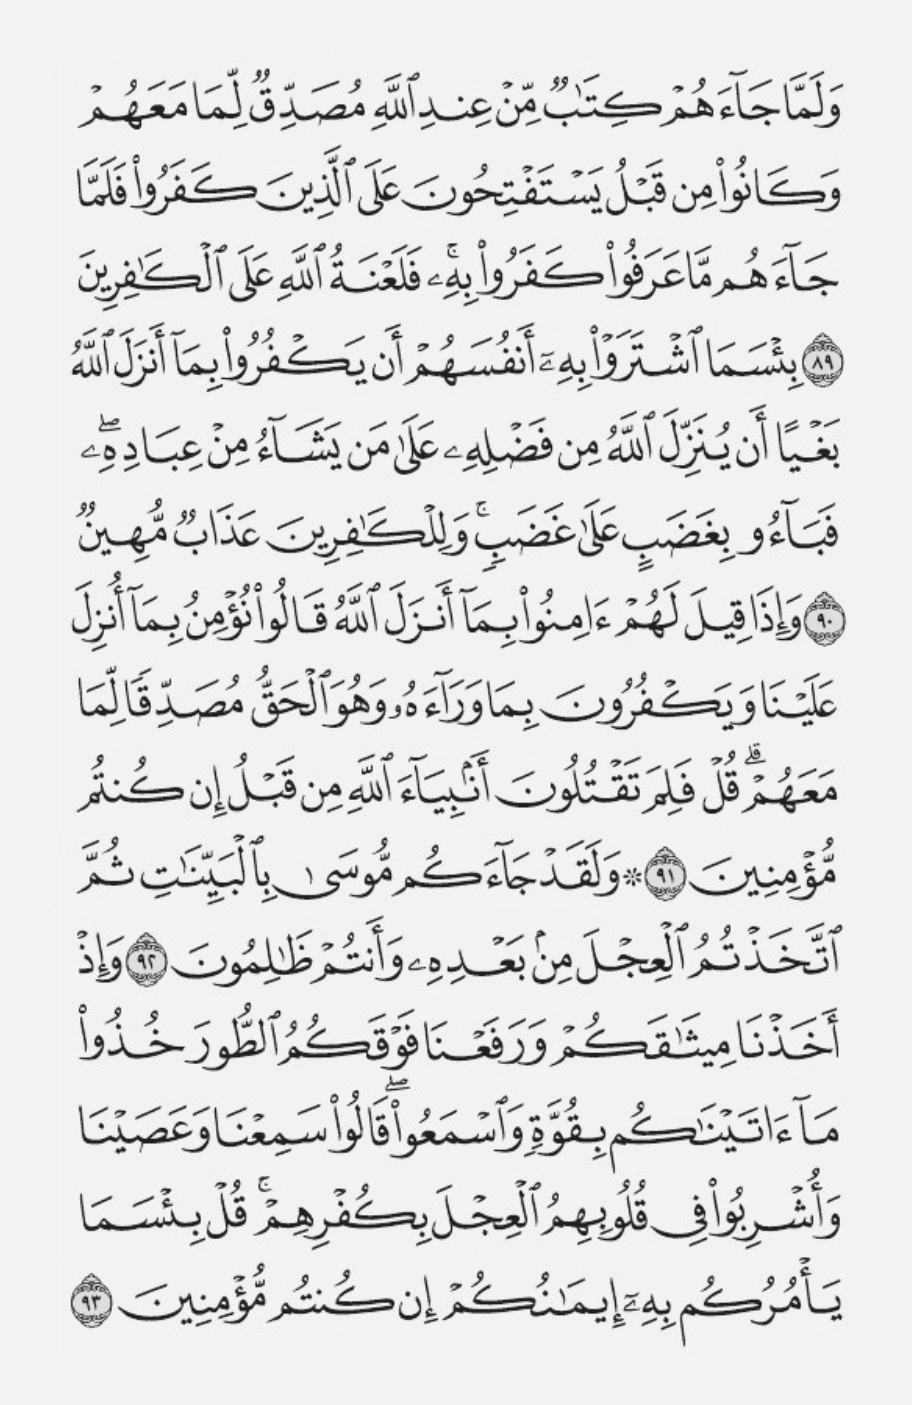 وَلَمَّا جَآءَهُمْ كِتَـٰبٌ مِّنْ عِندِ ٱللَّهِ مُصَدِّقٌ لِّمَا مَعَهُمْ
وَكَانُوا۟ مِن قَبْلُ يَسْتَفْتِحُونَ عَلَى ٱلَّذِينَ كَفَرُوا۟ فَلَمَّا
جَآءَهُم مَّا عَرَفُوا۟ كَفَرُوا۟ بِهِۦ ۚ فَلَعْنَةُ ٱللَّهِ عَلَى ٱلْكَـٰفِرِينَ
٨٩ بِئْسَمَا ٱشْتَرَوْا۟ بِهِۦٓ أَنفُسَهُمْ أَن يَكْفُرُوا۟ بِمَآ أَنزَلَ ٱللَّهُ
بَغْيًا أَن يُنَزِّلَ ٱللَّهُ مِن فَضْلِهِۦ عَلَىٰ مَن يَشَآءُ مِنْ عِبَادِهِۦ ۖ
فَبَآءُو بِغَضَبٍ عَلَىٰ غَضَبٍ ۚ وَلِلْكَـٰفِرِينَ عَذَابٌ مُّهِينٌ
٩٠ وَإِذَا قِيلَ لَهُمْ ءَامِنُوا۟ بِمَآ أَنزَلَ ٱللَّهُ قَالُوا۟ نُؤْمِنُ بِمَآ أُنزِلَ
عَلَيْنَا وَيَكْفُرُونَ بِمَا وَرَآءَهُۥ وَهُوَ ٱلْحَقُّ مُصَدِّقًا لِّمَا
مَعَهُمْ ۗ قُلْ فَلِمَ تَقْتُلُونَ أَنۢبِيَآءَ ٱللَّهِ مِن قَبْلُ إِن كُنتُم
مُّؤْمِنِينَ ٩١ ۞ وَلَقَدْ جَآءَكُم مُّوسَىٰ بِٱلْبَيِّنَـٰتِ ثُمَّ
ٱتَّخَذْتُمُ ٱلْعِجْلَ مِنۢ بَعْدِهِۦ وَأَنتُمْ ظَـٰلِمُونَ ٩٢ وَإِذْ
أَخَذْنَا مِيثَـٰقَكُمْ وَرَفَعْنَا فَوْقَكُمُ ٱلطُّورَ خُذُوا۟
مَآ ءَاتَيْنَـٰكُم بِقُوَّةٍ وَٱسْمَعُوا۟ ۖ قَالُوا۟ سَمِعْنَا وَعَصَيْنَا
وَأُشْرِبُوا۟ فِى قُلُوبِهِمُ ٱلْعِجْلَ بِكُفْرِهِمْ ۚ قُلْ بِئْسَمَا
يَأْمُرُكُم بِهِۦٓ إِيمَـٰنُكُمْ إِن كُنتُم مُّؤْمِنِينَ ٩٣